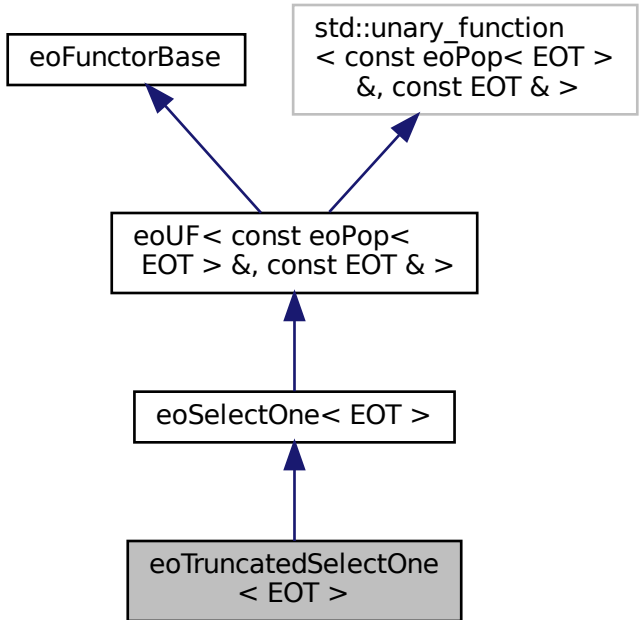 eoFunctorBase
std::unary_function
< const eoPop< EOT >
&, const EOT & >
eoUF< const eoPop<
EOT > &, const EOT & >
eoSelectOne< EOT >
eoTruncatedSelectOne
< EOT >